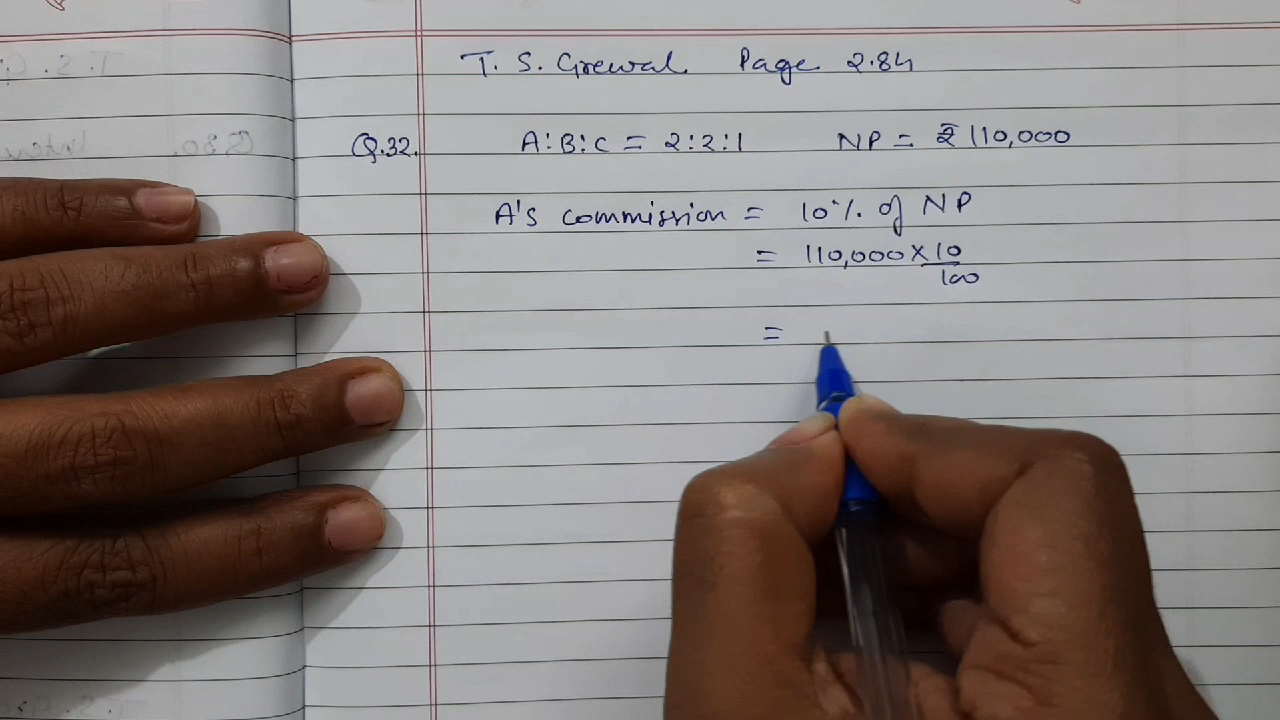 T. S. Grewal Page 2.84
Q.32. A:B:C = 2:2:1 NP = ₹110,000
A's commission = 10% of NP
= 110,000 × 10
100
=